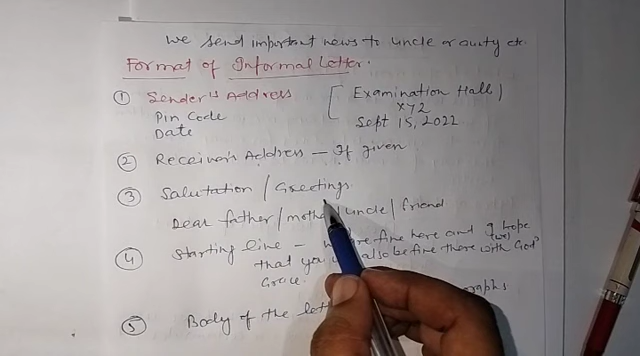 We send important news to uncle or aunty etc.
Format of Informal Letter.
① Sender's Address [ Examination Hall,
Pin Code XYZ
Date Sept 15, 2022
② Receiver's Address – If given
③ Salutation / Greetings.
Dear father / mother / uncle / friend
④ Starting line – are fine here and I hope
(we)
that you also be fine there with God's
Grace.
⑤ Body of the